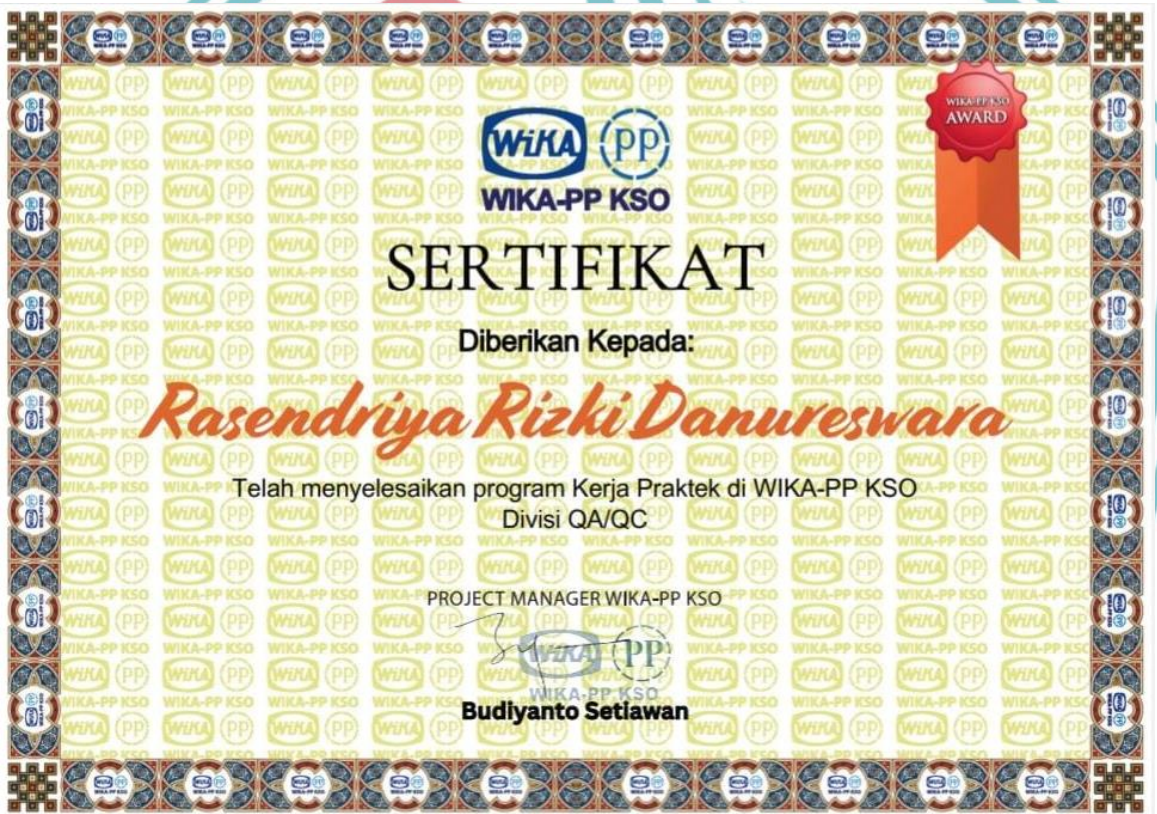 WIKA PP
WIKA-PP KSO
WIKA-PP KSO
AWARD
SERTIFIKAT
Diberikan Kepada:
Rasendriya Rizki Danureswara
Telah menyelesaikan program Kerja Praktek di WIKA-PP KSO
Divisi QA/QC
PROJECT MANAGER WIKA-PP KSO
WIKA PP
WIKA-PP KSO
Budiyanto Setiawan